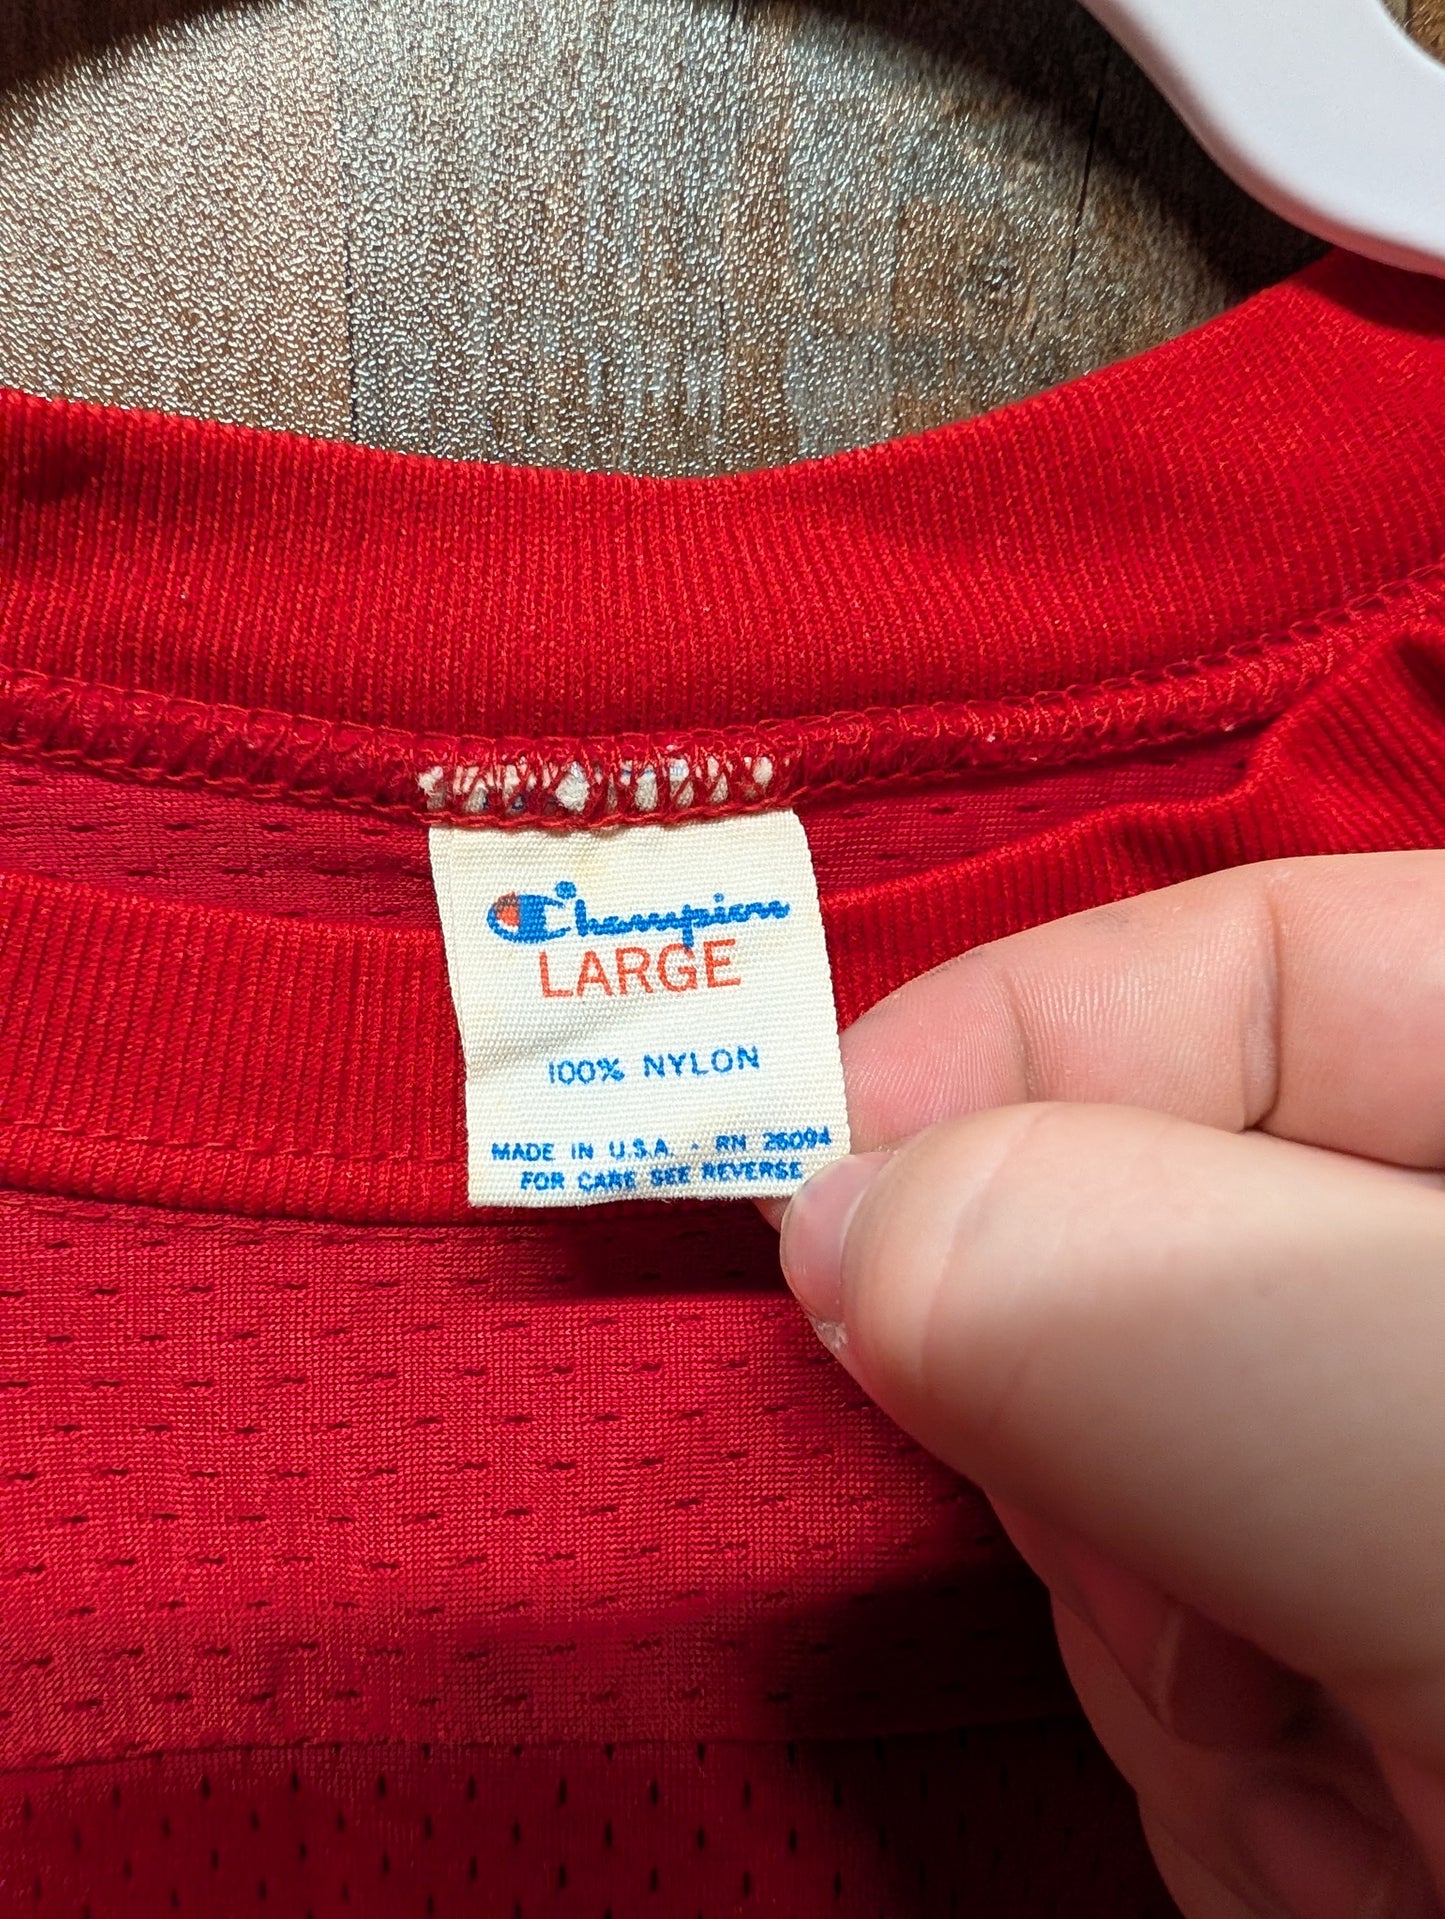 Champion
LARGE
100% NYLON
MADE IN U.S.A. - RN 26094
FOR CARE SEE REVERSE